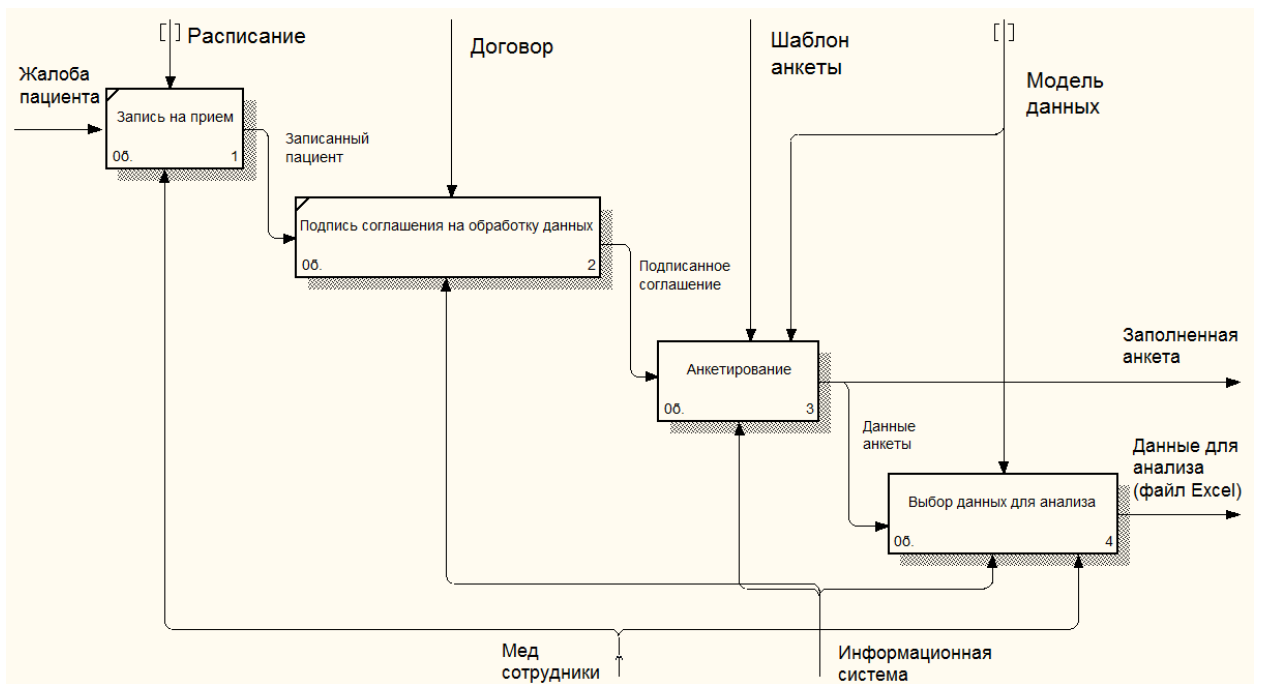 Расписание
Договор
Шаблон
анкеты
Модель
данных
Жалоба
пациента
Запись на прием
0б.
1
Записанный
пациент
Подпись соглашения на обработку данных
0б.
2
Подписанное
соглашение
Анкетирование
0б.
3
Заполненная
анкета
Данные
анкеты
Данные для
анализа
(файл Excel)
Выбор данных для анализа
0б.
4
Мед
сотрудники
Информационная
система